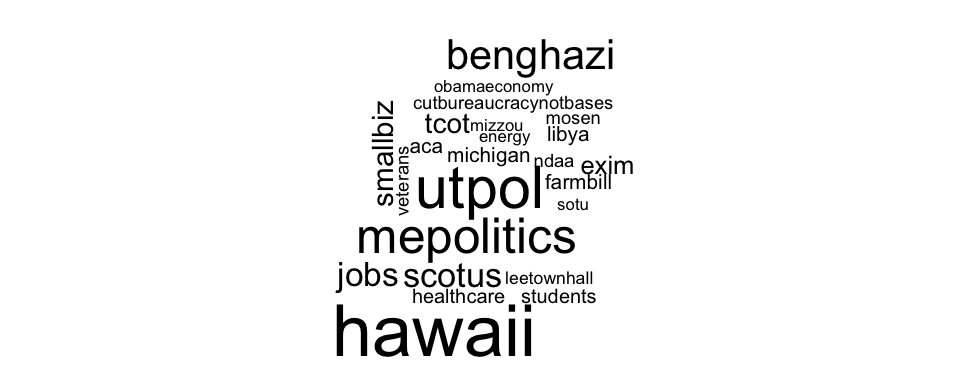 benghazi
obamaeconomy
cutbureaucracynotbases
smallbiz
tcot
mizzou
mosen
energy
libya
aca
veterans
michigan
ndaa
exim
utpol
farmbill
sotu
mepolitics
jobs scotus leetownhall
healthcare students
hawaii